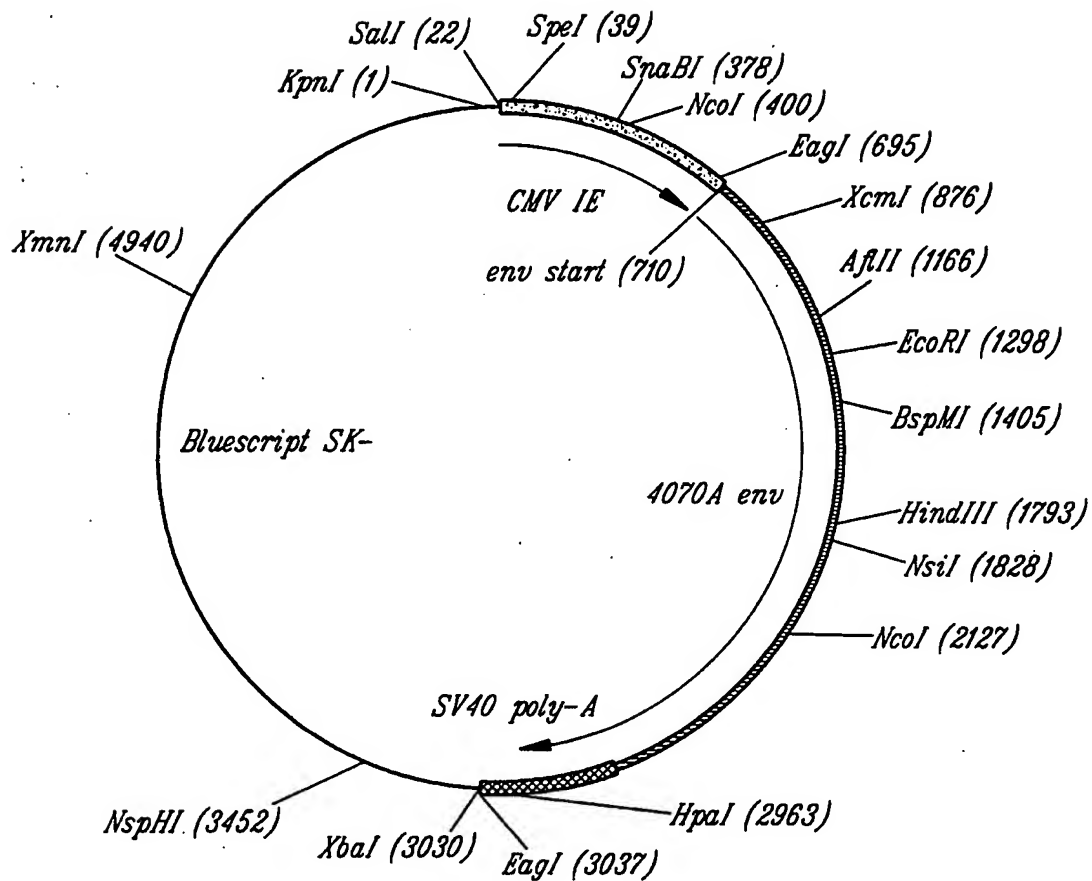 SalI (22)
SpeI (39)
KpnI (1)
SnaBI (378)
NcoI (400)
EagI (695)
XcmI (876)
CMV IE
XmnI (4940)
env start (710)
AflII (1166)
EcoRI (1298)
BspMI (1405)
Bluescript SK-
4070A env
HindIII (1793)
NsiI (1828)
NcoI (2127)
SV40 poly-A
NspHI (3452)
HpaI (2963)
XbaI (3030)
EagI (3037)